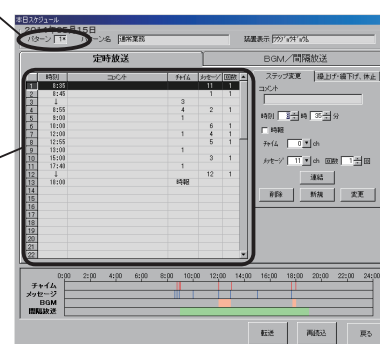 本日スケジュール
15日
パターン 1 パターン名 通常業務 装置表示
定時放送 BGM／間隔放送
時刻 コメント チャイム メッセージ 回数
1 8:35 11 1
2 8:45 1 1
3 ↓ 3
4 8:55 4 2 1
5 9:00 1
6 10:00 6 1
7 12:00 1 4 1
8 12:55 5 1
9 13:00 1
10 15:00 3 1
11 17:40 1
12 ↓ 12 1
13 18:00 時報
14
15
16
17
18
19
20
21
22
ステップ変更 繰上げ・繰下げ、休止
コメント
時刻 8 時 35 分
時報
チャイム 0 ch
メッセージ 11 ch 回数 1 回
連結
削除 新規 変更
0:00 2:00 4:00 6:00 8:00 10:00 12:00 14:00 16:00 18:00 20:00 22:00 24:00
チャイム
メッセージ
BGM
間隔放送
転送 再読込 戻る